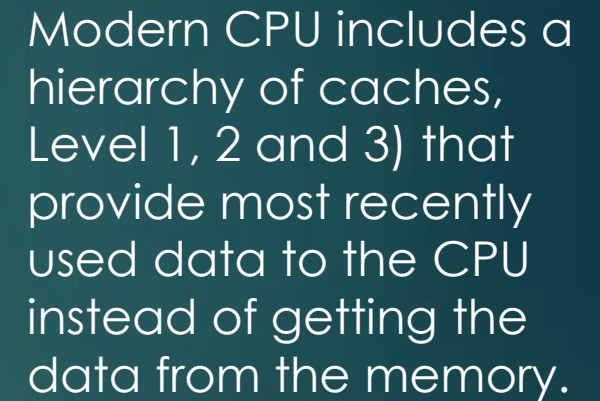 Modern CPU includes a
hierarchy of caches,
Level 1, 2 and 3) that
provide most recently
used data to the CPU
instead of getting the
data from the memory.